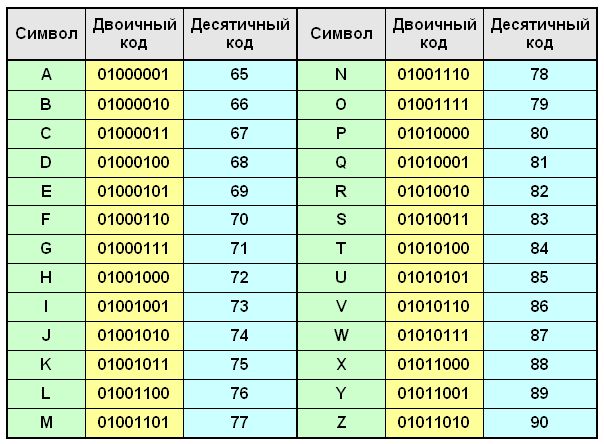 Символ Двоичный код Десятичный код Символ Двоичный код Десятичный код
A 01000001 65 N 01001110 78
B 01000010 66 O 01001111 79
C 01000011 67 P 01010000 80
D 01000100 68 Q 01010001 81
E 01000101 69 R 01010010 82
F 01000110 70 S 01010011 83
G 01000111 71 T 01010100 84
H 01001000 72 U 01010101 85
I 01001001 73 V 01010110 86
J 01001010 74 W 01010111 87
K 01001011 75 X 01011000 88
L 01001100 76 Y 01011001 89
M 01001101 77 Z 01011010 90